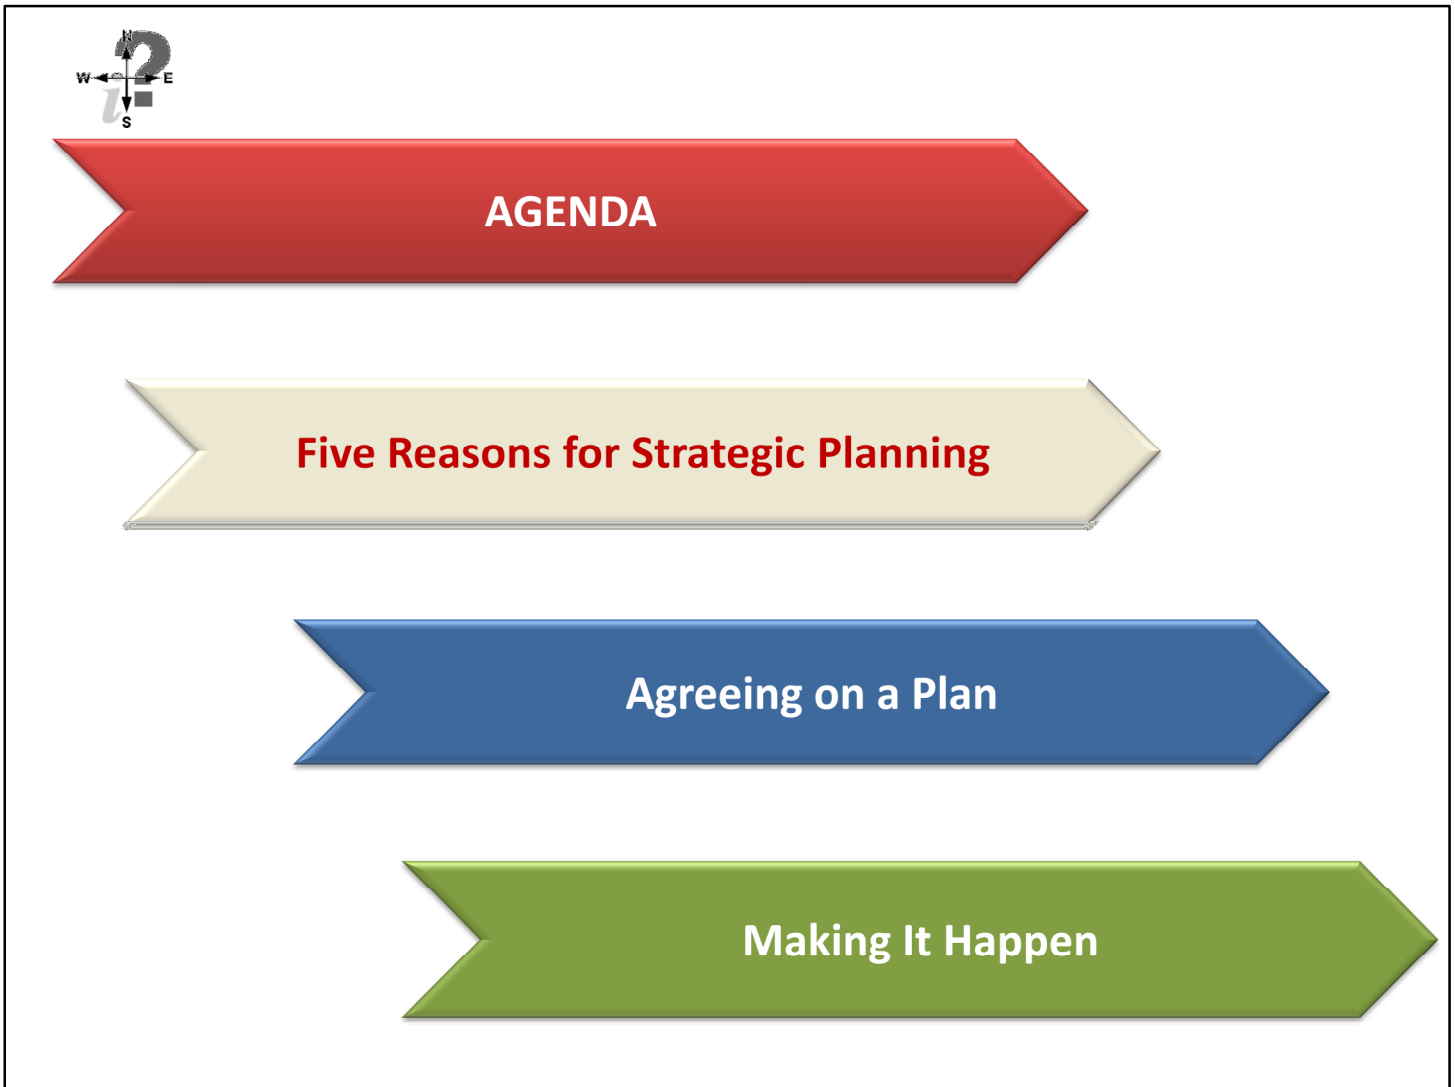 N
W E
i ?
S
AGENDA
Five Reasons for Strategic Planning
Agreeing on a Plan
Making It Happen